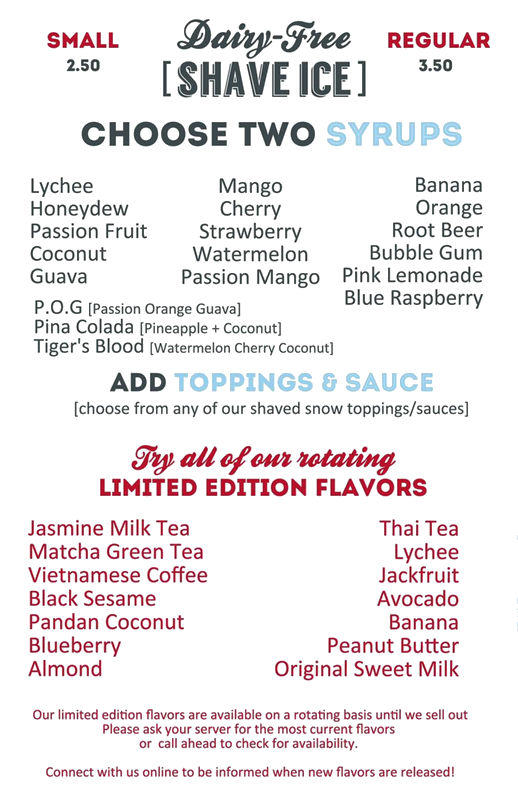 SMALL
2.50
Dairy-Free
[SHAVE ICE]
REGULAR
3.50
CHOOSE TWO SYRUPS
Lychee
Honeydew
Passion Fruit
Coconut
Guava
Mango
Cherry
Strawberry
Watermelon
Passion Mango
Banana
Orange
Root Beer
Bubble Gum
Pink Lemonade
Blue Raspberry
P.O.G [Passion Orange Guava]
Pina Colada [Pineapple + Coconut]
Tiger's Blood [Watermelon Cherry Coconut]
ADD TOPPINGS & SAUCE
[choose from any of our shaved snow toppings/sauces]
Try all of our rotating
LIMITED EDITION FLAVORS
Jasmine Milk Tea
Matcha Green Tea
Vietnamese Coffee
Black Sesame
Pandan Coconut
Blueberry
Almond
Thai Tea
Lychee
Jackfruit
Avocado
Banana
Peanut Butter
Original Sweet Milk
Our limited edition flavors are available on a rotating basis until we sell out
Please ask your server for the most current flavors
or call ahead to check for availability.
Connect with us online to be informed when new flavors are released!